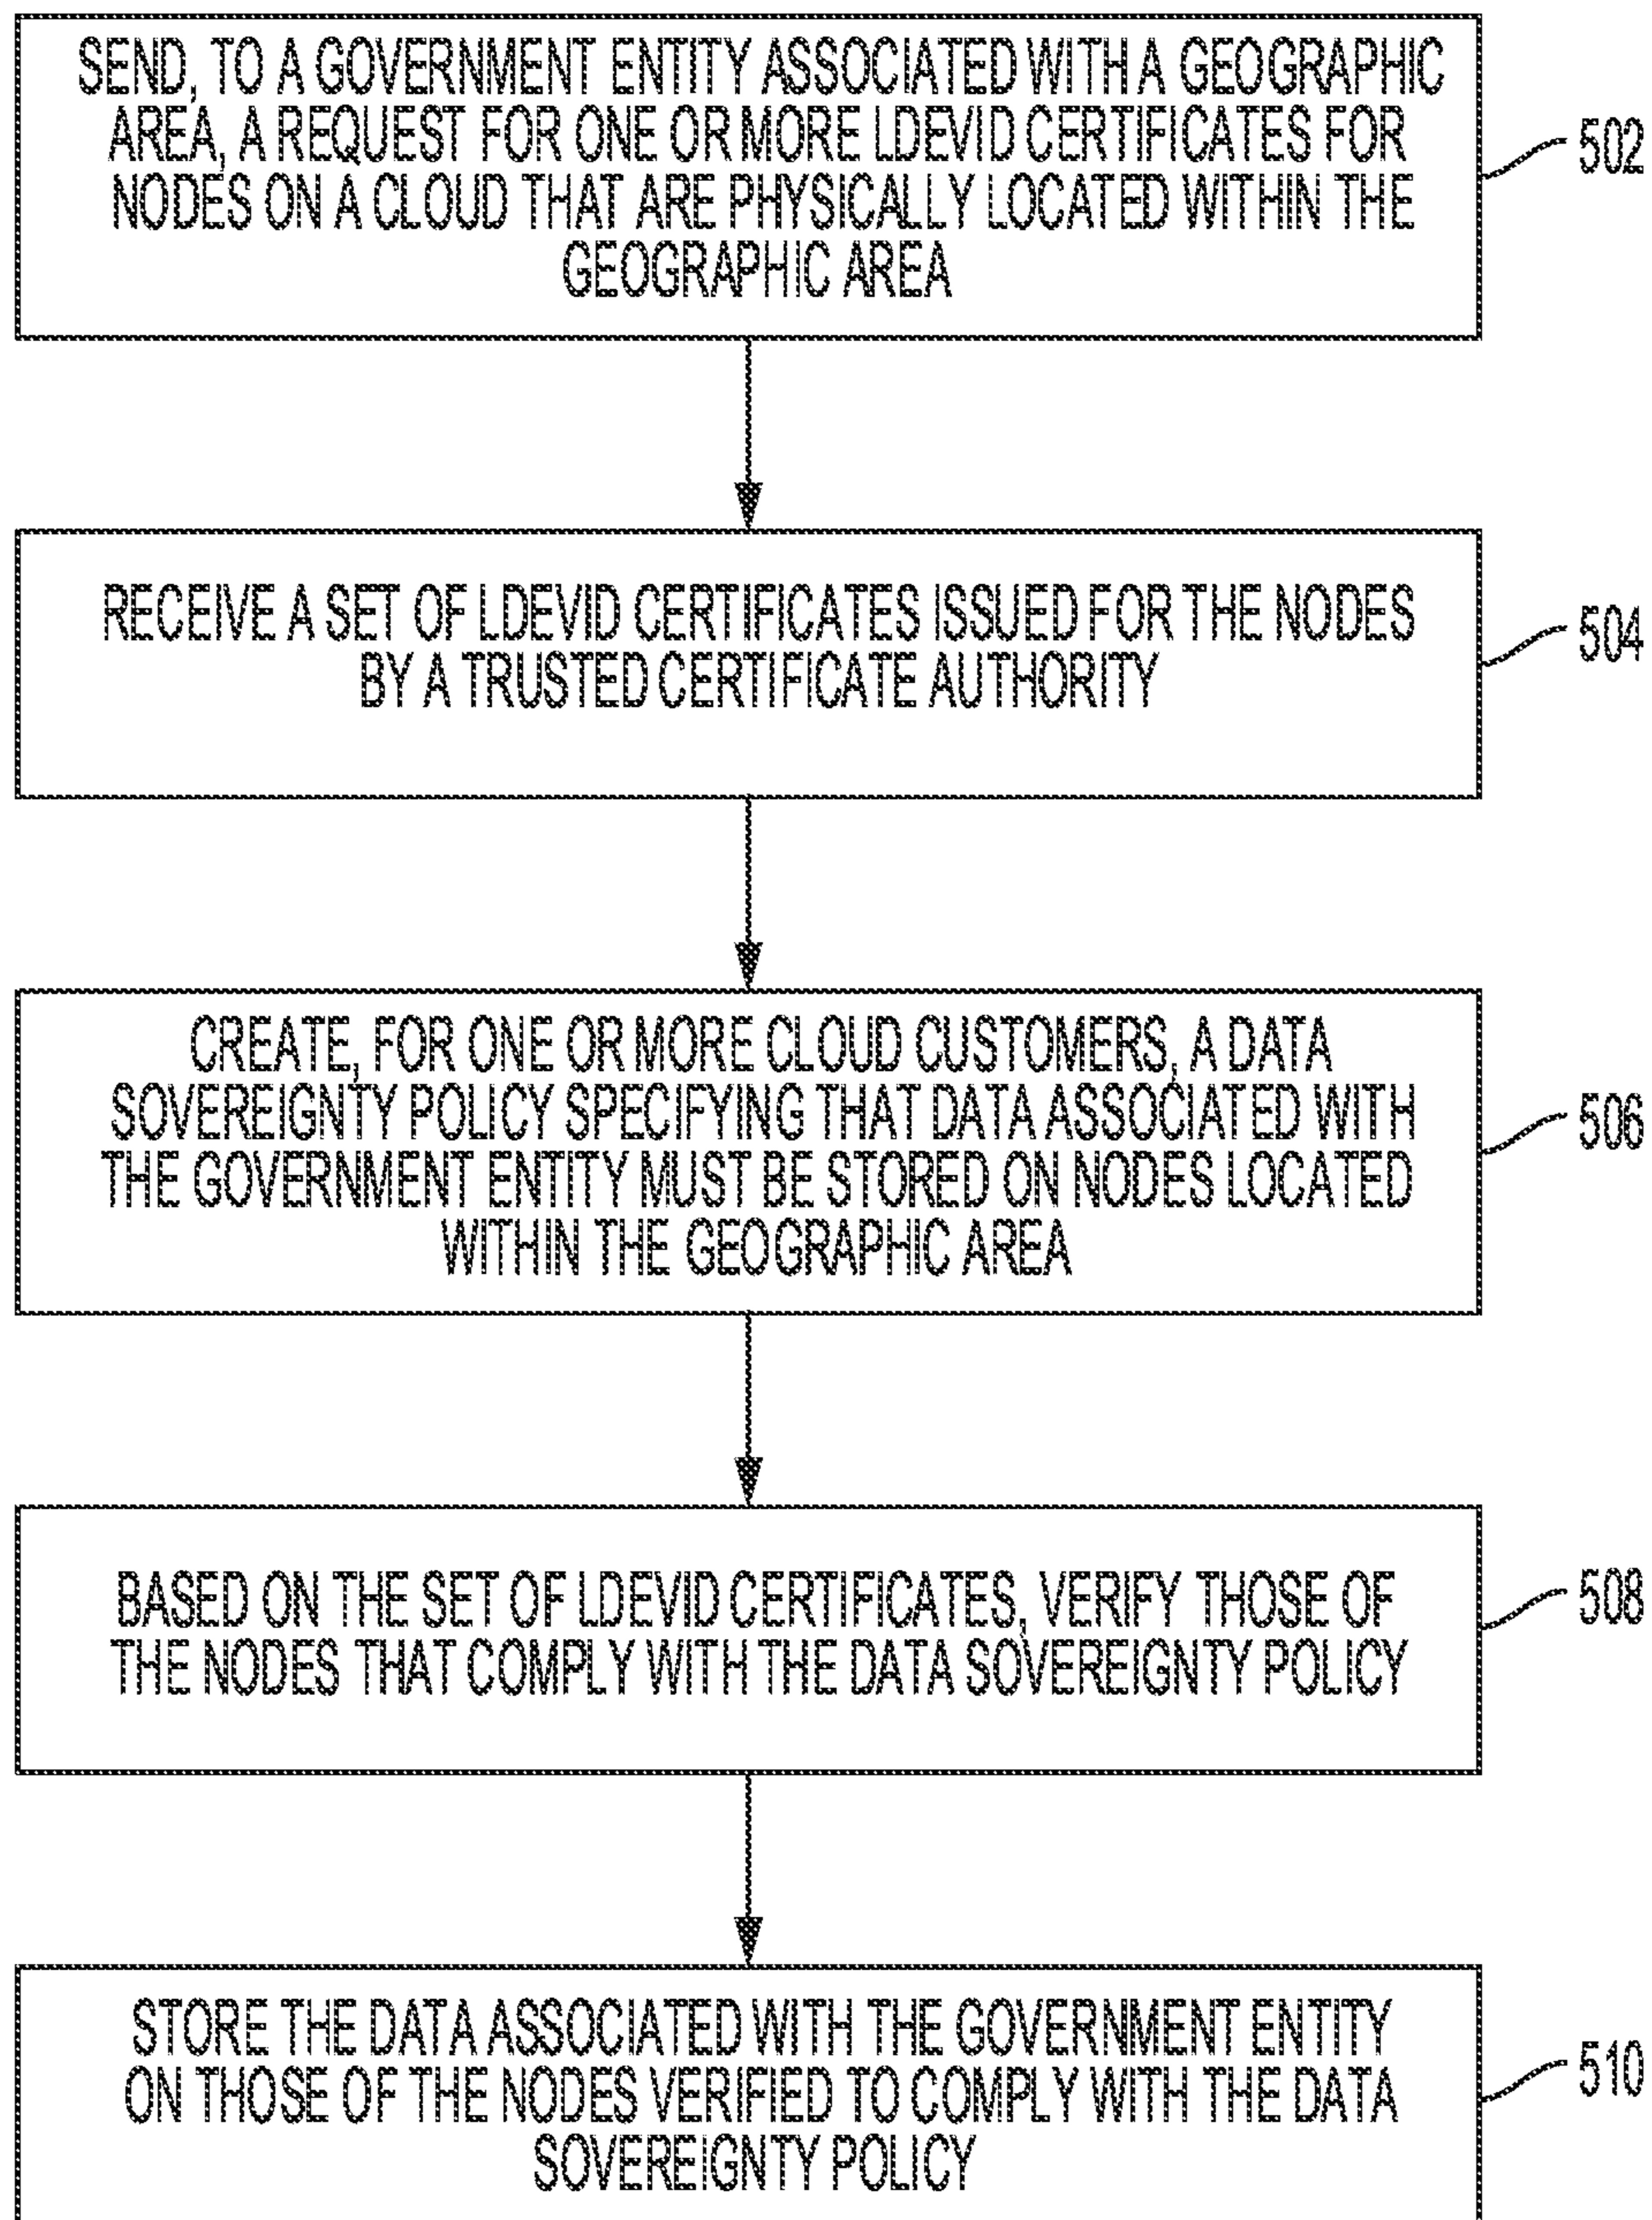 SEND, TO A GOVERNMENT ENTITY ASSOCIATED WITH A GEOGRAPHIC
AREA, A REQUEST FOR ONE OR MORE LDEVID CERTIFICATES FOR
NODES ON A CLOUD THAT ARE PHYSICALLY LOCATED WITHIN THE
GEOGRAPHIC AREA
502
RECEIVE A SET OF LDEVID CERTIFICATES ISSUED FOR THE NODES
BY A TRUSTED CERTIFICATE AUTHORITY
504
CREATE, FOR ONE OR MORE CLOUD CUSTOMERS, A DATA
SOVEREIGNTY POLICY SPECIFYING THAT DATA ASSOCIATED WITH
THE GOVERNMENT ENTITY MUST BE STORED ON NODES LOCATED
WITHIN THE GEOGRAPHIC AREA
506
BASED ON THE SET OF LDEVID CERTIFICATES, VERIFY THOSE OF
THE NODES THAT COMPLY WITH THE DATA SOVEREIGNTY POLICY
508
STORE THE DATA ASSOCIATED WITH THE GOVERNMENT ENTITY
ON THOSE OF THE NODES VERIFIED TO COMPLY WITH THE DATA
SOVEREIGNTY POLICY
510